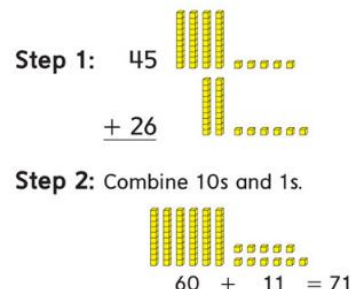 Step 1: 45
+ 26
Step 2: Combine 10s and 1s.
60 + 11 = 71